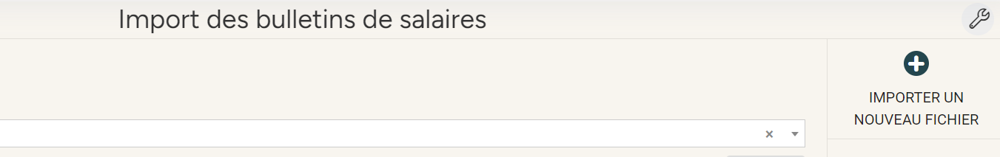 Import des bulletins de salaires
IMPORTER UN
NOUVEAU FICHIER